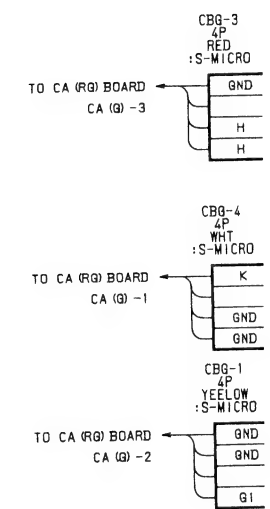 CBG-3
4P
RED
:S-MICRO
TO CA (RG) BOARD
CA (G) -3
GND
H
H
CBG-4
4P
WHT
:S-MICRO
TO CA (RG) BOARD
CA (G) -1
K
GND
GND
CBG-1
4P
YEELOW
:S-MICRO
TO CA (RG) BOARD
CA (G) -2
GND
GND
G1